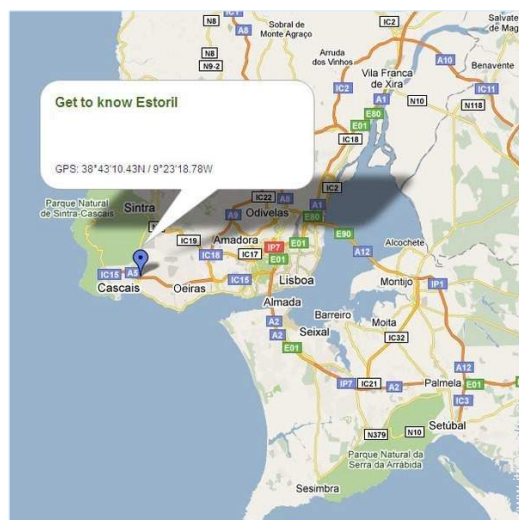 IC1
A8
N8
Sobral de
Monte Agraço
IC2
A10
Salvate
de Mag
N8
N9-2
Arruda
dos Vinhos
Vila Franca
de Xira
A10
Benavente
IC2
A1
N10
N118
IC11
E80
E01
IC18
Get to know Estoril
GPS: 38°43'10.43N / 9°23'18.78W
IC2
Parque Natural
de Sintra-Cascais
Sintra
IC22
A8
A1
A9
Odivelas
E80
IC19
Amadora
E90
IP7
E01
A12
Alcochete
IC16
IC17
E01
IC15
A5
Cascais
Oeiras
IC15
Lisboa
Montijo
IP1
Almada
Barreiro
Moita
A2
Seixal
A2
E01
IC32
A12
IP7
IC21
A2
Palmela
E01
IC3
Setúbal
N379
N10
Parque Natural da
Serra da Arrábida
Sesimbra